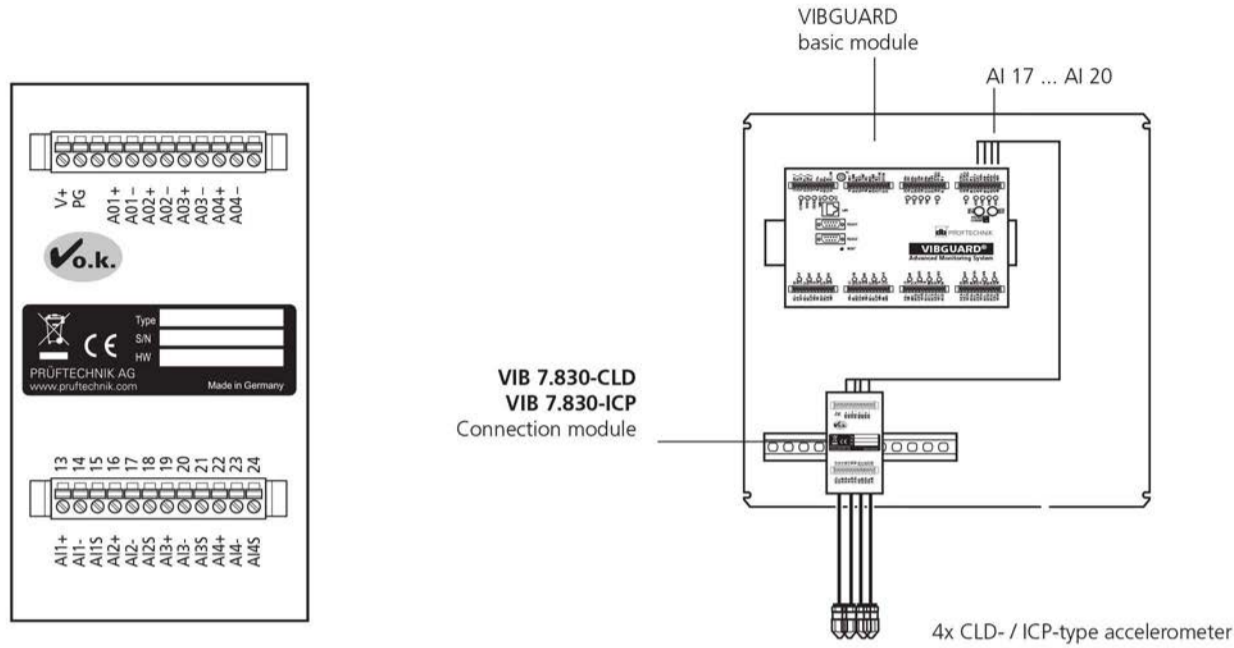 V+
PG
A01+
A01–
A02+
A02–
A03+
A03–
A04+
A04–
o.k.
Type
S/N
HW
CE
PRÜFTECHNIK AG
www.pruftechnik.com
Made in Germany
13
14
15
16
17
18
19
20
21
22
23
24
AI1+
AI1-
AI1S
AI2+
AI2-
AI2S
AI3+
AI3-
AI3S
AI4+
AI4-
AI4S
VIBGUARD
basic module
AI 17 ... AI 20
PRÜFTECHNIK
VIBGUARD®
Advanced Monitoring System
VIB 7.830-CLD
VIB 7.830-ICP
Connection module
4x CLD- / ICP-type accelerometer